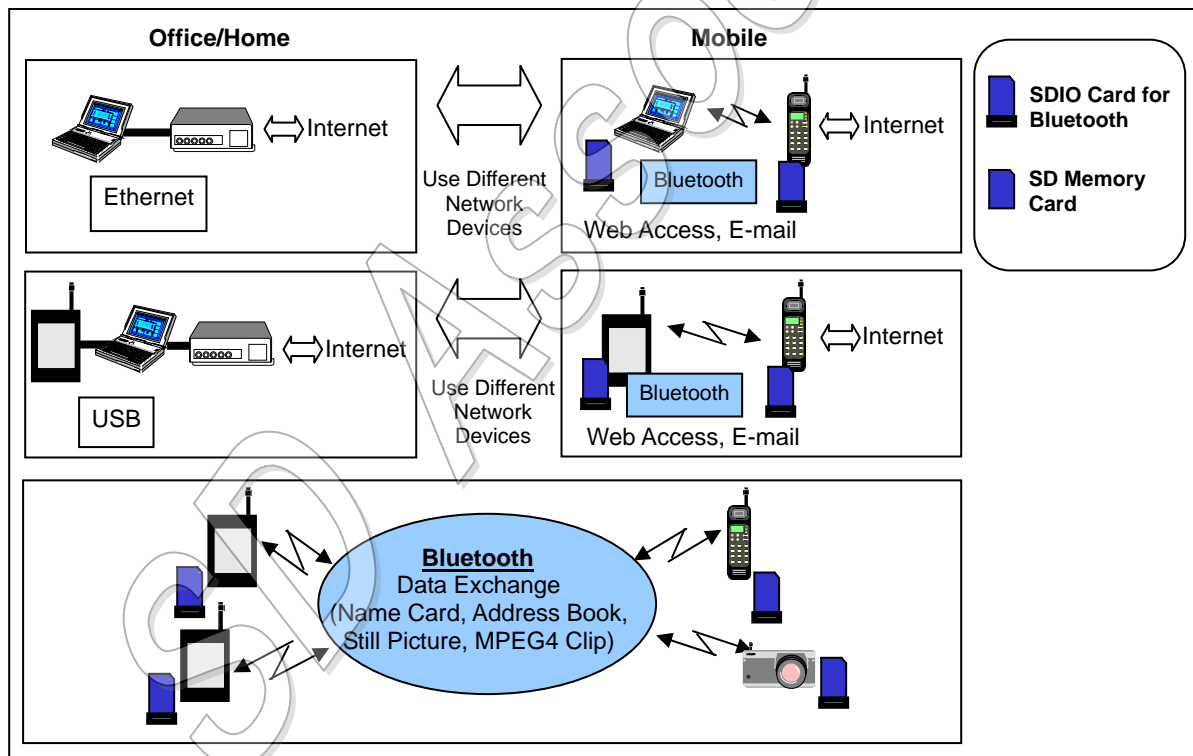 Office/Home
Mobile
Internet
Ethernet
Use Different
Network
Devices
Bluetooth
Internet
Web Access, E-mail
SDIO Card for
Bluetooth
SD Memory
Card
Internet
USB
Use Different
Network
Devices
Bluetooth
Internet
Web Access, E-mail
Bluetooth
Data Exchange
(Name Card, Address Book,
Still Picture, MPEG4 Clip)